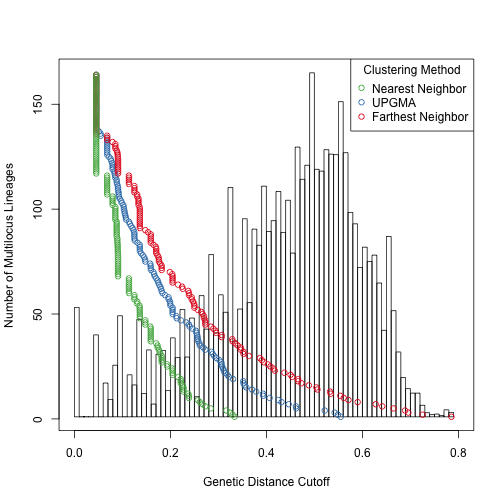 Clustering Method
Nearest Neighbor
UPGMA
Farthest Neighbor
Number of Multilocus Lineages
150
100
50
0
0.0 0.2 0.4 0.6 0.8
Genetic Distance Cutoff